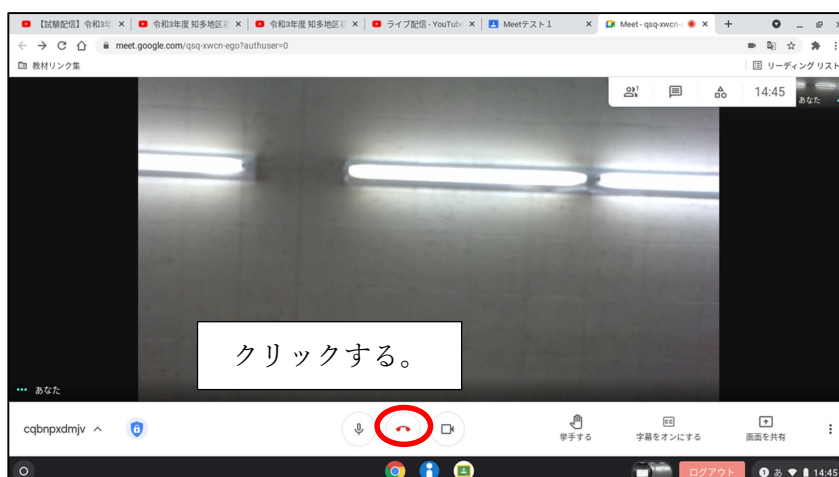 【試験配信】令和3年
令和3年度 知多地区初
令和3年度 知多地区初
ライブ配信 - YouTube
Meetテスト１
Meet - qsq-xwcn-
meet.google.com/qsq-xwcn-ego?authuser=0
教材リンク集
リーディング リスト
1
14:45
あなた
クリックする。
あなた
cqbnpxdmjv
挙手する
字幕をオンにする
画面を共有
ログアウト
1 あ 14:45